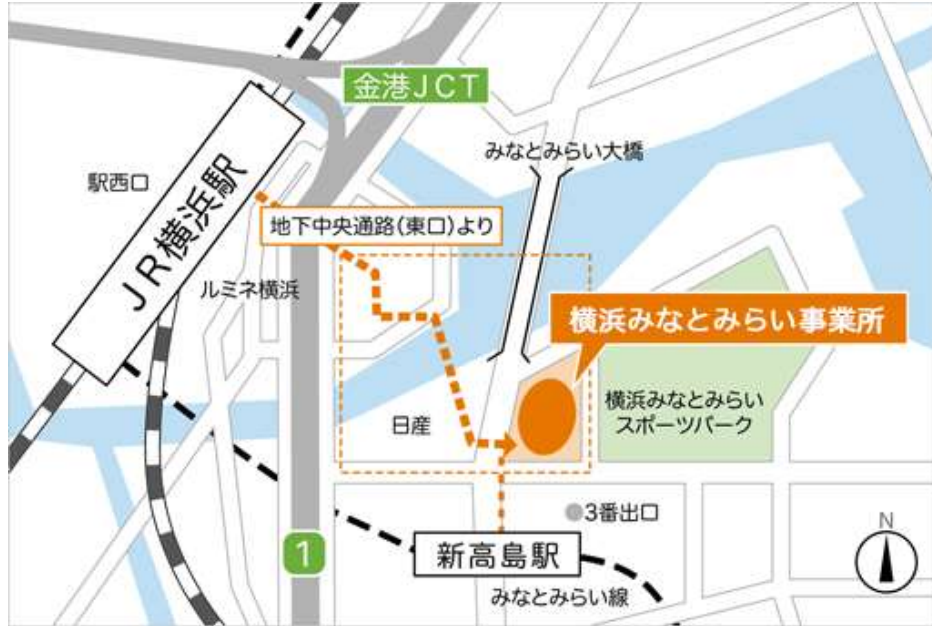 金港JCT
みなとみらい大橋
駅西口
JR横浜駅
地下中央通路(東口)より
ルミネ横浜
横浜みなとみらい事業所
横浜みなとみらい
スポーツパーク
日産
3番出口
N
1
新高島駅
みなとみらい線